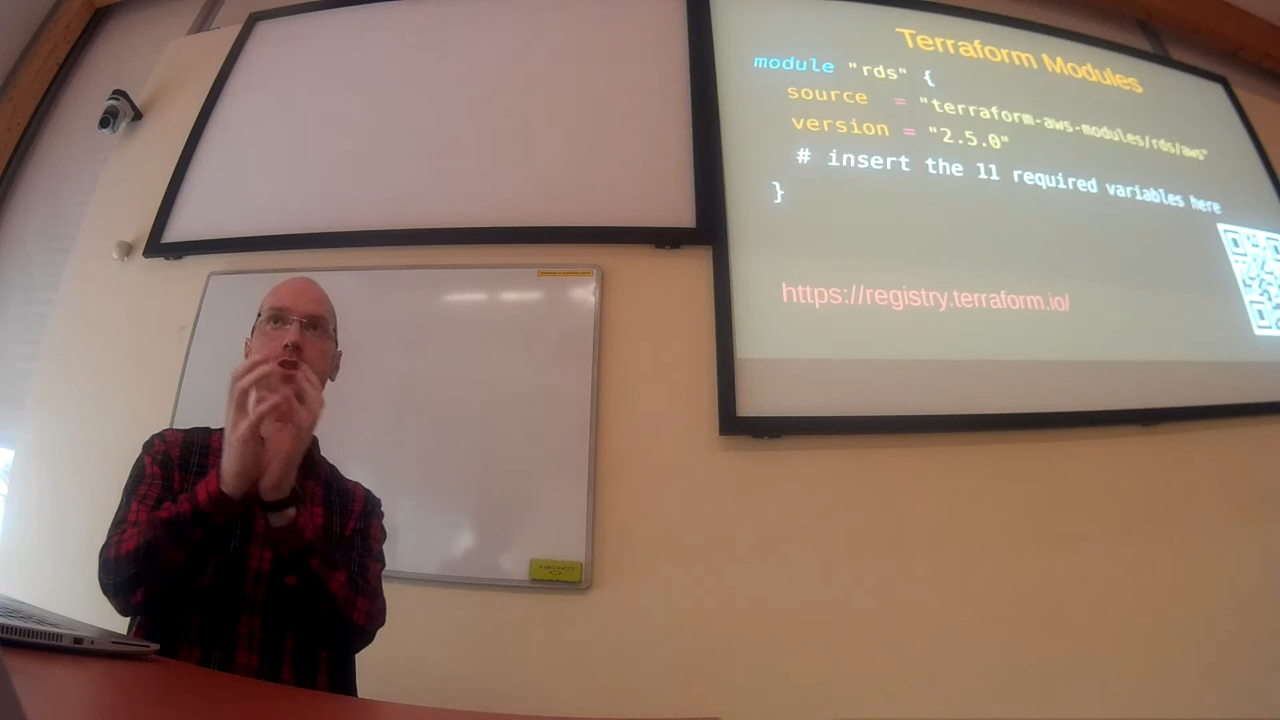 Terraform Modules
module "rds" {
source = "terraform-aws-modules/rds/aws"
version = "2.5.0"
# insert the 11 required variables here
}
https://registry.terraform.io/